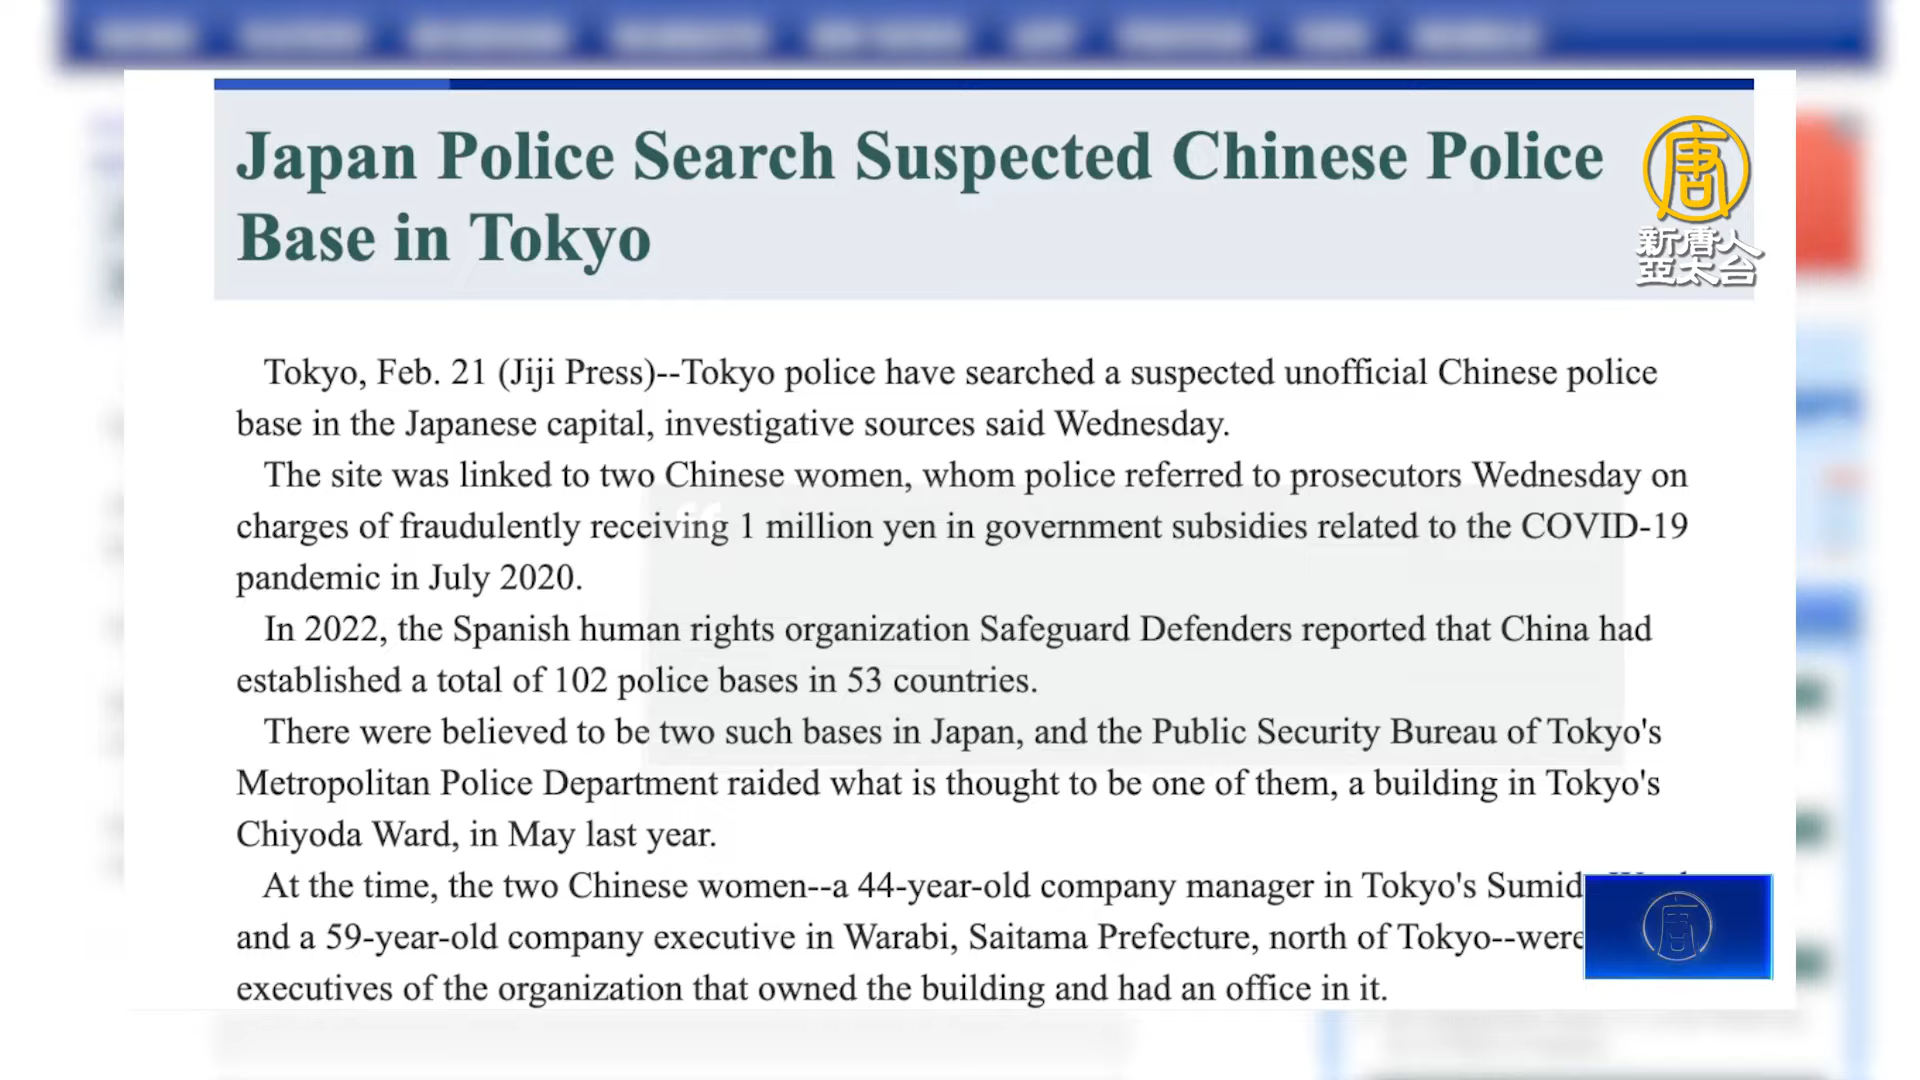 Japan Police Search Suspected Chinese Police
Base in Tokyo
唐
新唐人
亞太台
Tokyo, Feb. 21 (Jiji Press)--Tokyo police have searched a suspected unofficial Chinese police
base in the Japanese capital, investigative sources said Wednesday.
The site was linked to two Chinese women, whom police referred to prosecutors Wednesday on
charges of fraudulently receiving 1 million yen in government subsidies related to the COVID-19
pandemic in July 2020.
In 2022, the Spanish human rights organization Safeguard Defenders reported that China had
established a total of 102 police bases in 53 countries.
There were believed to be two such bases in Japan, and the Public Security Bureau of Tokyo's
Metropolitan Police Department raided what is thought to be one of them, a building in Tokyo's
Chiyoda Ward, in May last year.
At the time, the two Chinese women--a 44-year-old company manager in Tokyo's
and a 59-year-old company executive in Warabi, Saitama Prefecture, north of Tokyo--were
executives of the organization that owned the building and had an office in it.
唐